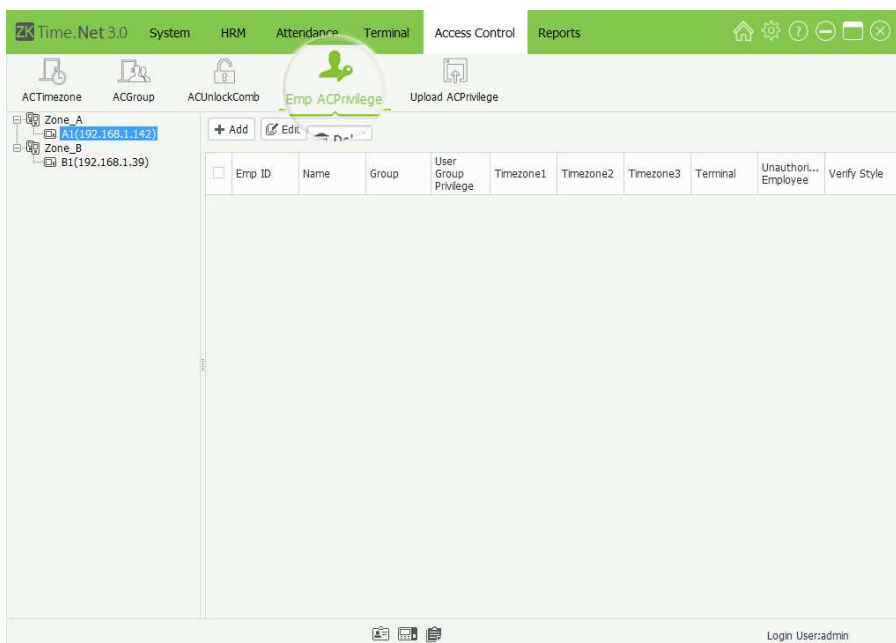 ZK Time.Net 3.0 System HRM Attendance Terminal Access Control Reports
ACTimezone ACGroup ACUnlockComb Emp ACPrivilege Upload ACPrivilege
Zone_A
A1(192.168.1.142)
Zone_B
B1(192.168.1.39)
+ Add Edit
Emp ID Name Group User Group Privilege Timezone1 Timezone2 Timezone3 Terminal Unauthori... Employee Verify Style
Login User:admin